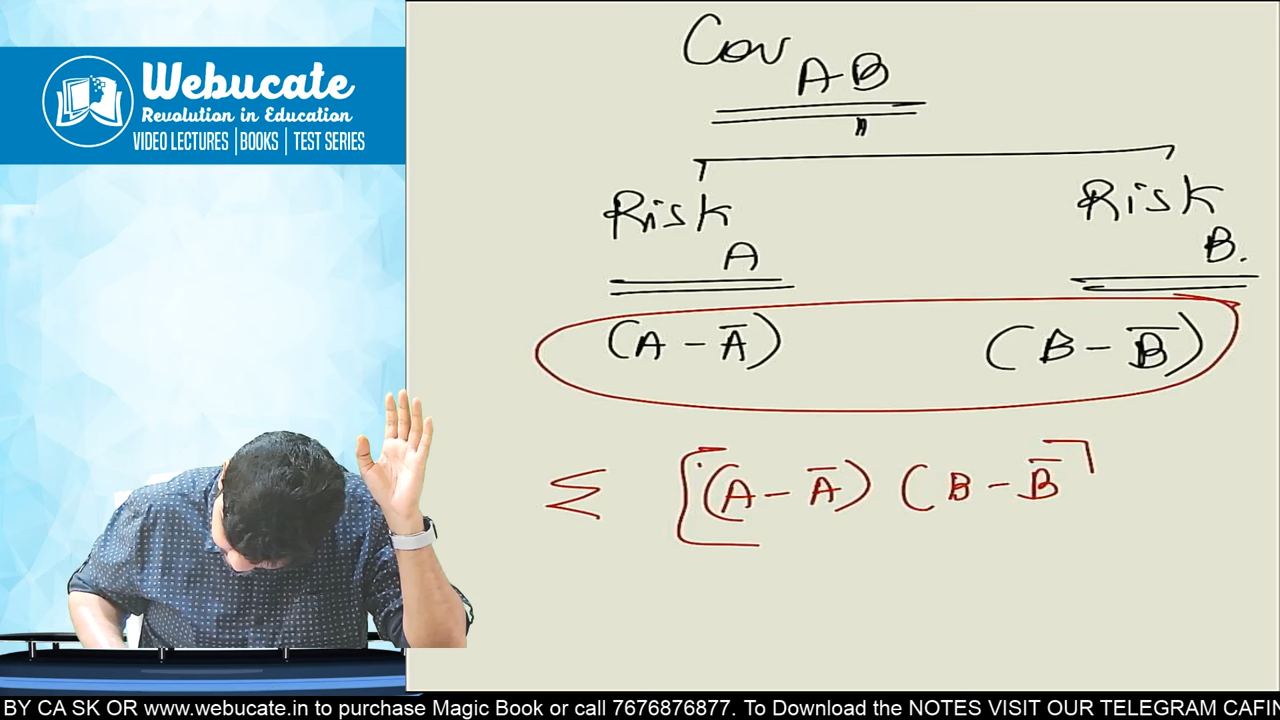 Webucate
Revolution in Education
VIDEO LECTURES | BOOKS | TEST SERIES
Cov AB
Risk A
Risk B.
(A - A̅) (B - B̅)
Σ [(A - A̅) (B - B̅]
BY CA SK OR www.webucate.in to purchase Magic Book or call 7676876877. To Download the NOTES VISIT OUR TELEGRAM CAFIN